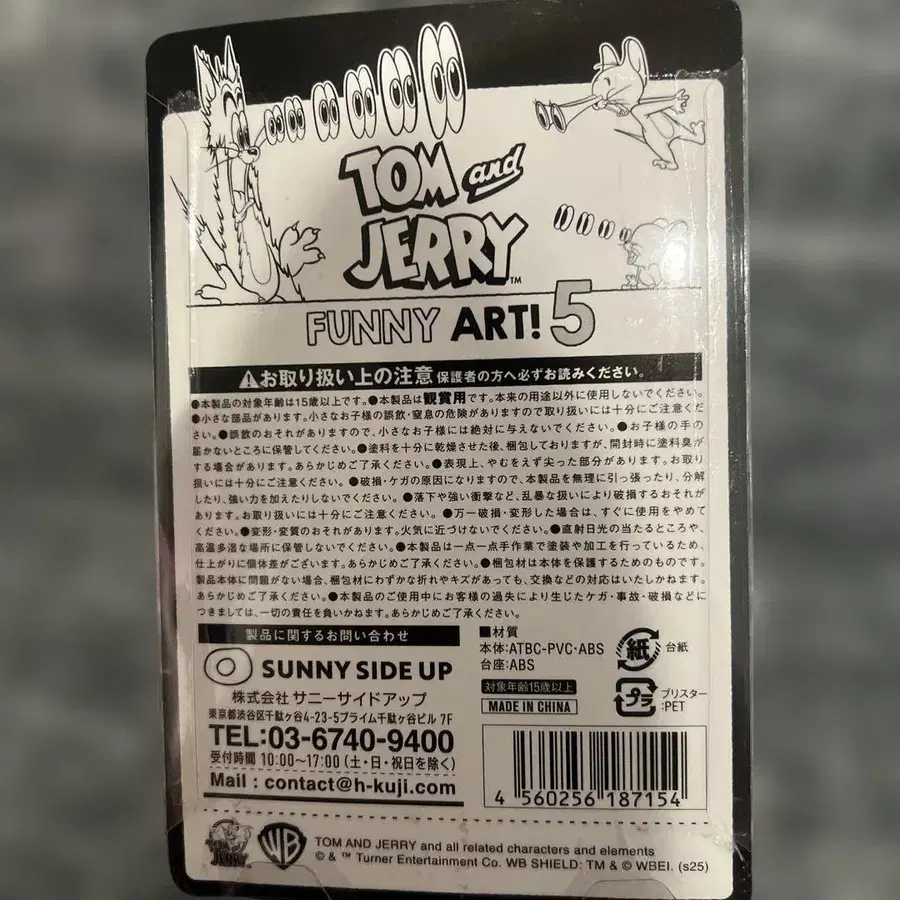 TOM and
JERRY™
FUNNY ART! 5
⚠お取り扱い上の注意 保護者の方へ必ずお読みください。
●本製品の対象年齢は15歳以上です。●本製品は観賞用です。本来の用途以外に使用しないでください。
●小さな部品があります。小さなお子様の誤飲・窒息の危険がありますので取り扱いには十分にご注意くだ
さい。●誤飲のおそれがありますので、小さなお子様には絶対に与えないでください。●お子様の手の
届かないところに保管してください。●塗料を十分に乾燥させた後、梱包しておりますが、開封時に塗料臭が
する場合があります。あらかじめご了承ください。●表現上、やむをえず尖った部分があります。お取り
扱いには十分にご注意ください。●破損・ケガの原因になりますので、本製品を無理に引っ張ったり、分解
したり、強い力を加えたりしないでください。●落下や強い衝撃など、乱暴な扱いにより破損するおそれが
あります。お取り扱いには十分にご注意ください。●万一破損・変形した場合は、すぐに使用をやめて
ください。●変形・変質のおそれがあります。火気に近づけないでください。●直射日光の当たるところや、
高温多湿な場所に保管しないでください。●本製品は一点一点手作業で塗装や加工を行っているため、
仕上がりに個体差がございます。あらかじめご了承ください。●梱包材は本体を保護するためのものです。
製品本体に問題がない場合、梱包材にわずかな折れやキズがあっても、交換などの対応はいたしかねます。
あらかじめご了承ください。●本製品のご使用中にお客様の過失により生じたケガ・事故・破損などに
つきましては、一切の責任を負いかねます。あらかじめご了承ください。
製品に関するお問い合わせ
SUNNY SIDE UP
株式会社 サニーサイドアップ
東京都渋谷区千駄ヶ谷4-23-5プライム千駄ヶ谷ビル 7F
TEL:03-6740-9400
受付時間 10:00〜17:00（土・日・祝日を除く）
Mail : contact@h-kuji.com
■材質
本体:ATBC-PVC・ABS
台座:ABS
対象年齢15歳以上
MADE IN CHINA
紙 台紙
プラ ブリスター
:PET
4 560256 187154
TOM and JERRY
WB
TOM AND JERRY and all related characters and elements
© & ™ Turner Entertainment Co. WB SHIELD: TM & © WBEI. (s25)